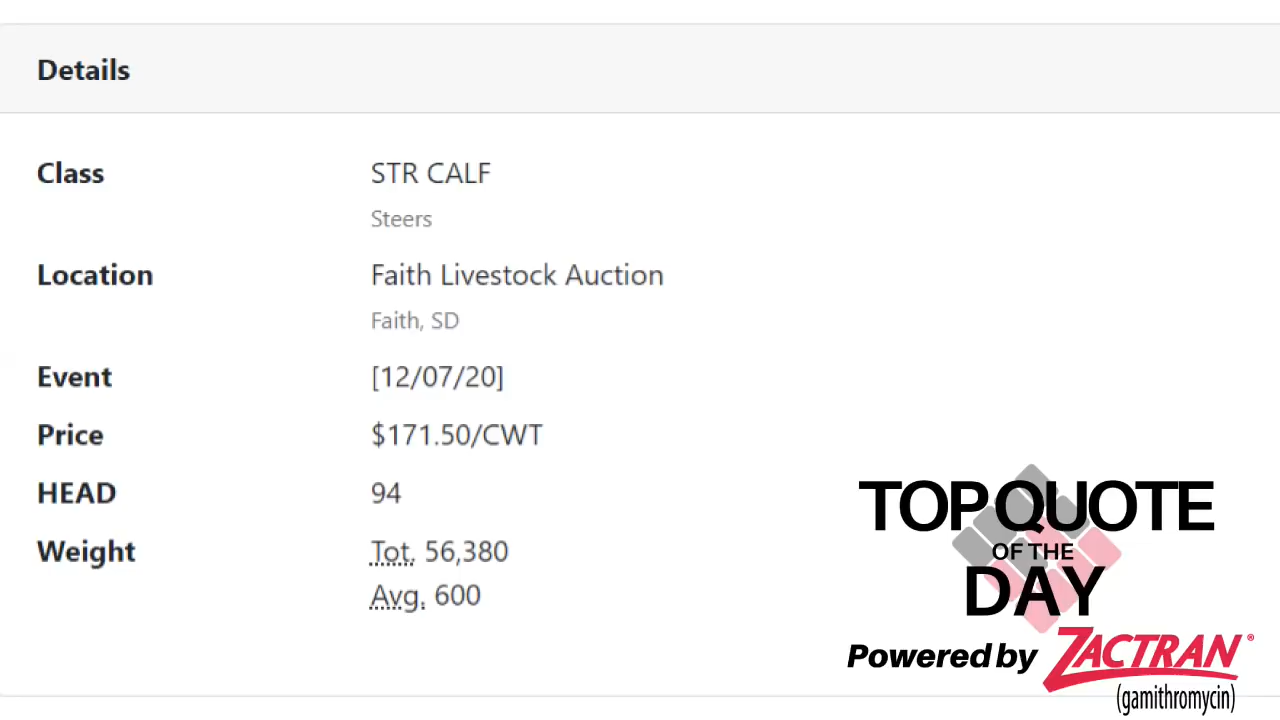 Details
Class STR CALF
Steers
Location Faith Livestock Auction
Faith, SD
Event [12/07/20]
Price $171.50/CWT
HEAD 94
Weight Tot. 56,380
Avg. 600
TOP QUOTE
OF THE
DAY
Powered by ZACTRAN®
(gamithromycin)